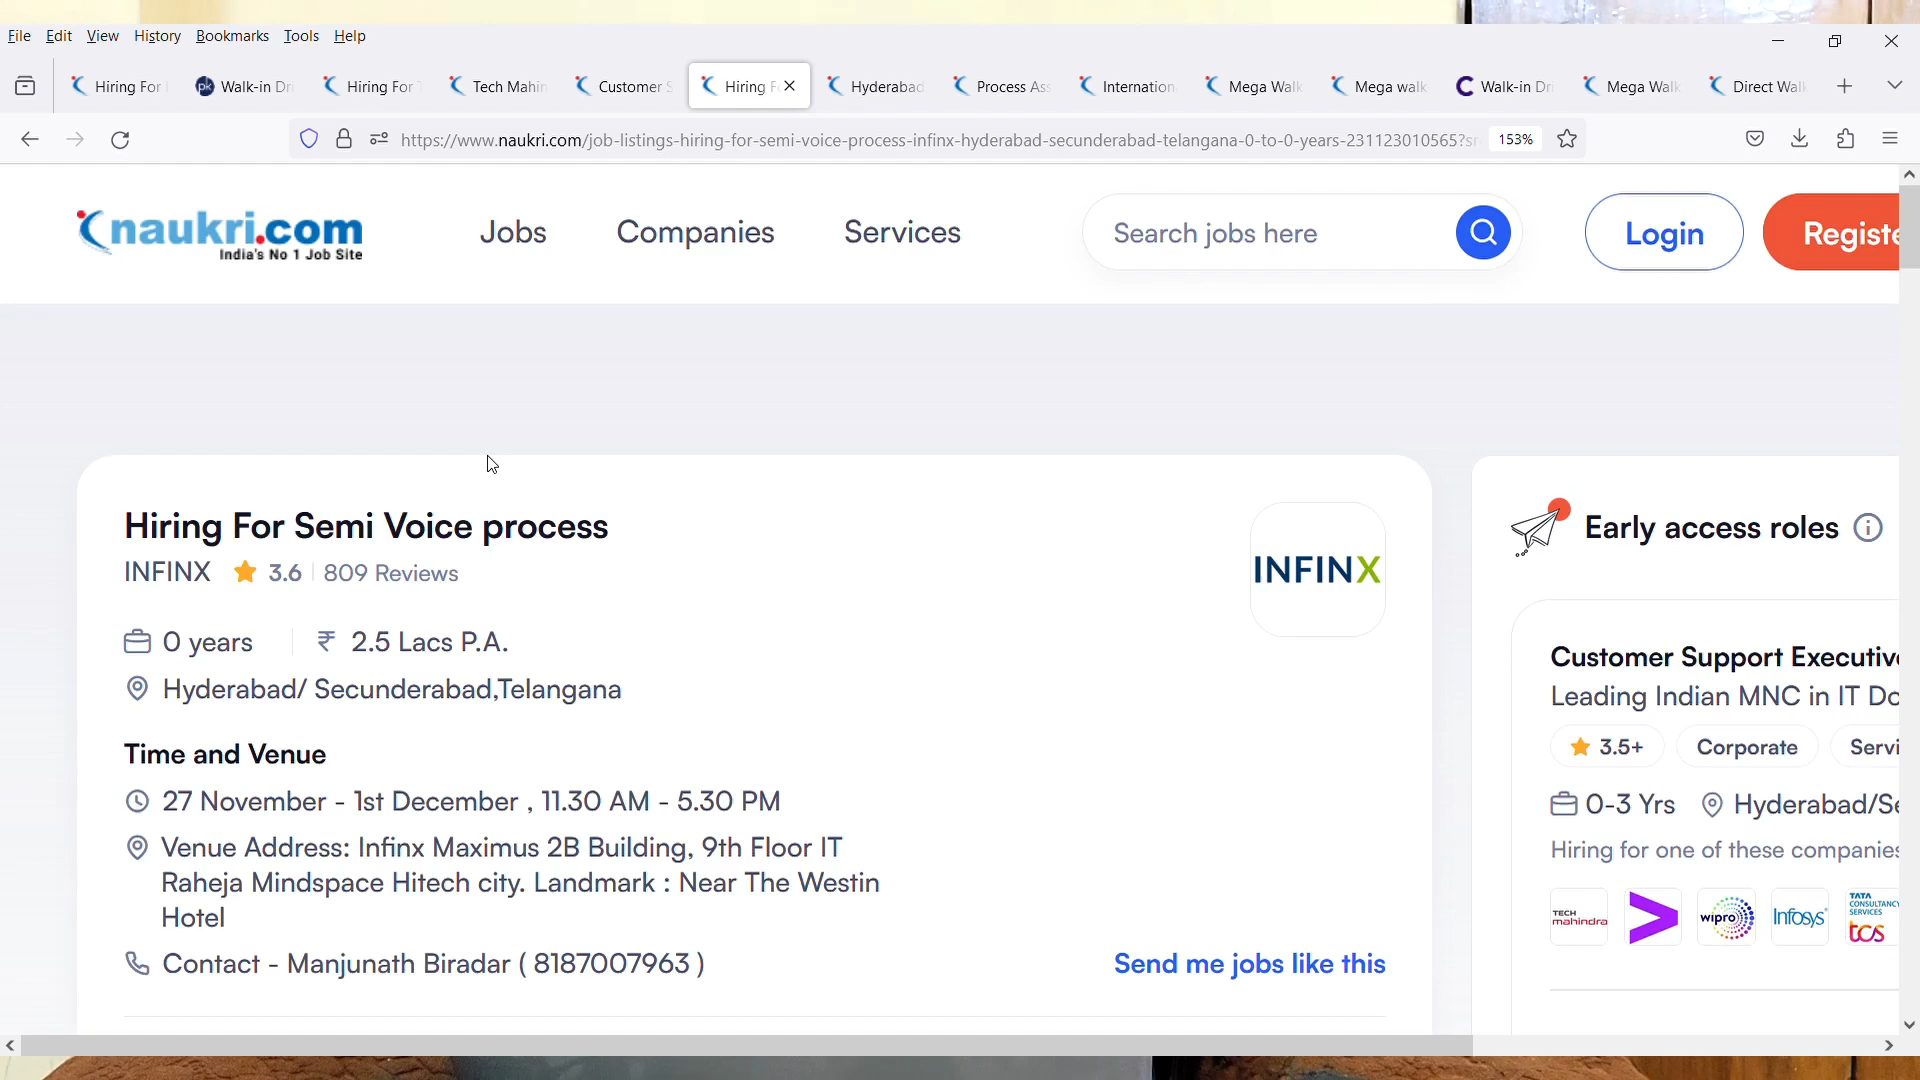 File Edit View History Bookmarks Tools Help
Hiring For
Walk-in Dri
Hiring For
Tech Mahin
Customer S
Hiring F
Hyderabad
Process Ass
Internation
Mega Walk
Mega walk
Walk-in Dri
Mega Walk
Direct Walk
https://www.naukri.com/job-listings-hiring-for-semi-voice-process-infinx-hyderabad-secunderabad-telangana-0-to-0-years-231123010565?sr
153%
naukri.com
India's No 1 Job Site
Jobs
Companies
Services
Search jobs here
Login
Registe
Hiring For Semi Voice process
INFINX 3.6 809 Reviews
INFINX
0 years ₹ 2.5 Lacs P.A.
Hyderabad/ Secunderabad,Telangana
Time and Venue
27 November - 1st December , 11.30 AM - 5.30 PM
Venue Address: Infinx Maximus 2B Building, 9th Floor IT
Raheja Mindspace Hitech city. Landmark : Near The Westin
Hotel
Contact - Manjunath Biradar ( 8187007963 )
Send me jobs like this
Early access roles
Customer Support Executive
Leading Indian MNC in IT Do
3.5+ Corporate Servi
0-3 Yrs Hyderabad/Se
Hiring for one of these companies
TECH
mahindra
wipro
Infosys
TATA
CONSULTANCY
SERVICES
tcs